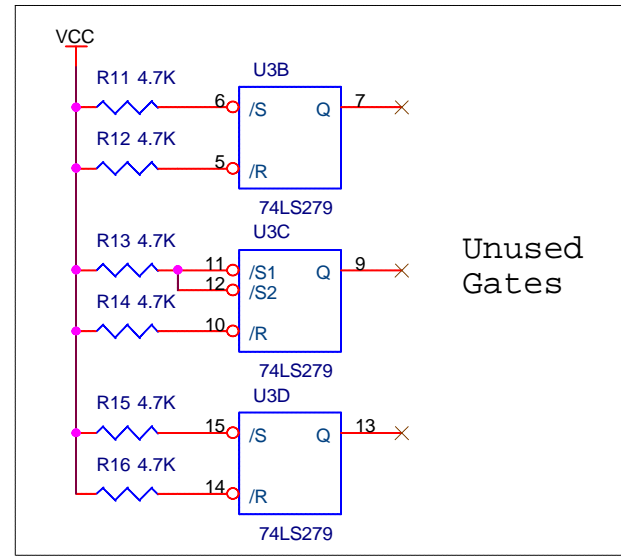 VCC
U3B
R11 4.7K
6 /S Q 7
R12 4.7K
5 /R
74LS279
U3C
R13 4.7K
11 /S1 Q 9
12 /S2
R14 4.7K
10 /R
74LS279
U3D
R15 4.7K
15 /S Q 13
R16 4.7K
14 /R
74LS279
Unused
Gates